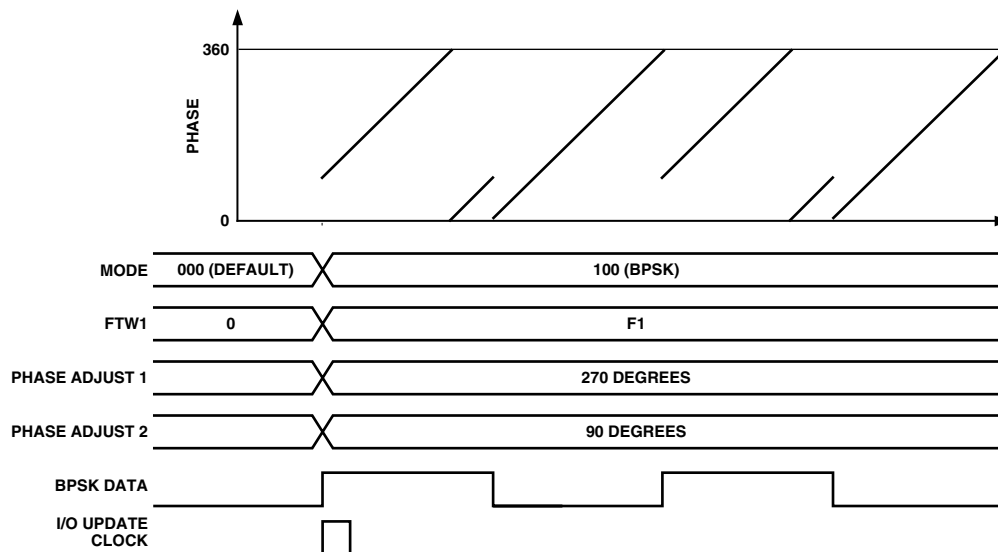 360
PHASE
0
MODE 000 (DEFAULT) 100 (BPSK)
FTW1 0 F1
PHASE ADJUST 1 270 DEGREES
PHASE ADJUST 2 90 DEGREES
BPSK DATA
I/O UPDATE
CLOCK